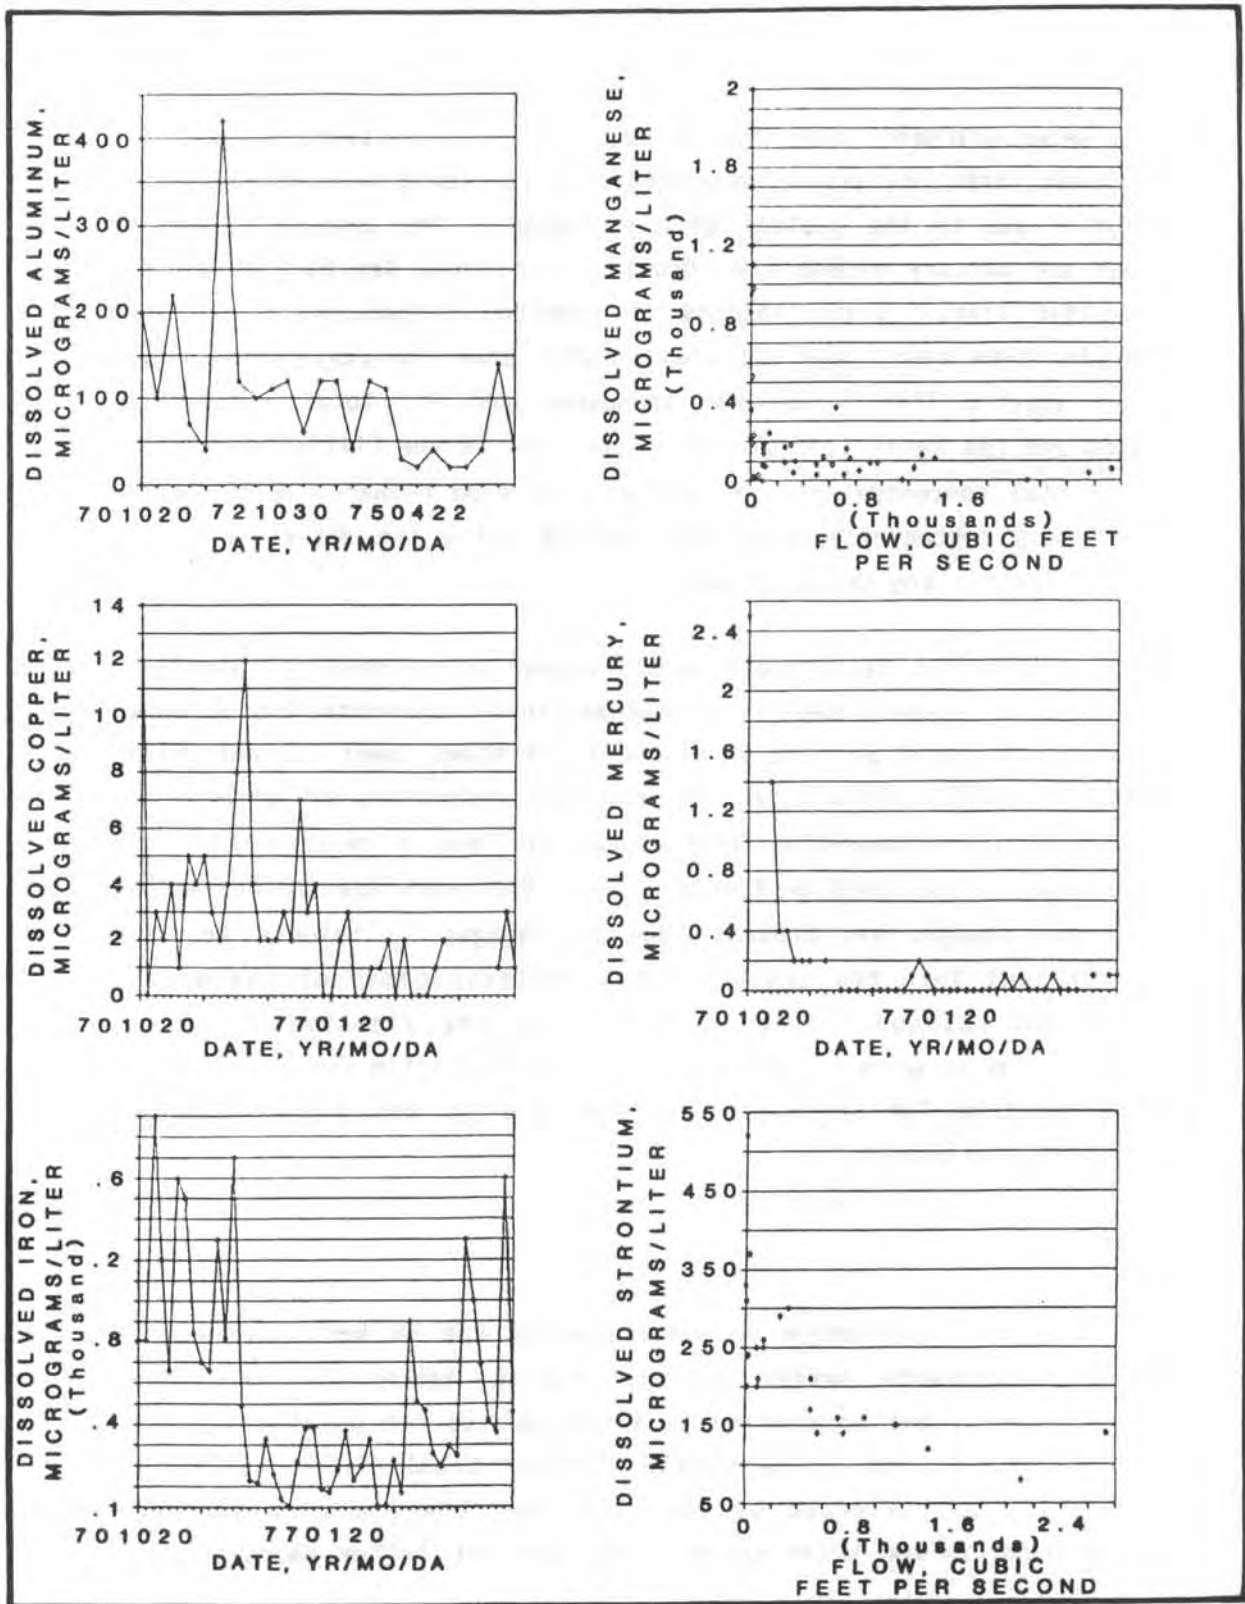 DISSOLVED ALUMINUM,
MICROGRAMS/LITER
400
300
200
100
0
701020 721030 750422
DATE, YR/MO/DA
DISSOLVED MANGANESE,
MICROGRAMS/LITER
(Thousand)
2
1.8
1.2
0.8
0.4
0
0 0.8 1.6
(Thousands)
FLOW, CUBIC FEET
PER SECOND
DISSOLVED COPPER,
MICROGRAMS/LITER
14
12
10
8
6
4
2
0
701020 770120
DATE, YR/MO/DA
DISSOLVED MERCURY,
MICROGRAMS/LITER
2.4
2
1.6
1.2
0.8
0.4
0
701020 770120
DATE, YR/MO/DA
DISSOLVED IRON,
MICROGRAMS/LITER
(Thousand)
.6
.2
.8
.4
.1
701020 770120
DATE, YR/MO/DA
DISSOLVED STRONTIUM,
MICROGRAMS/LITER
550
450
350
250
150
50
0 0.8 1.6 2.4
(Thousands)
FLOW, CUBIC
FEET PER SECOND